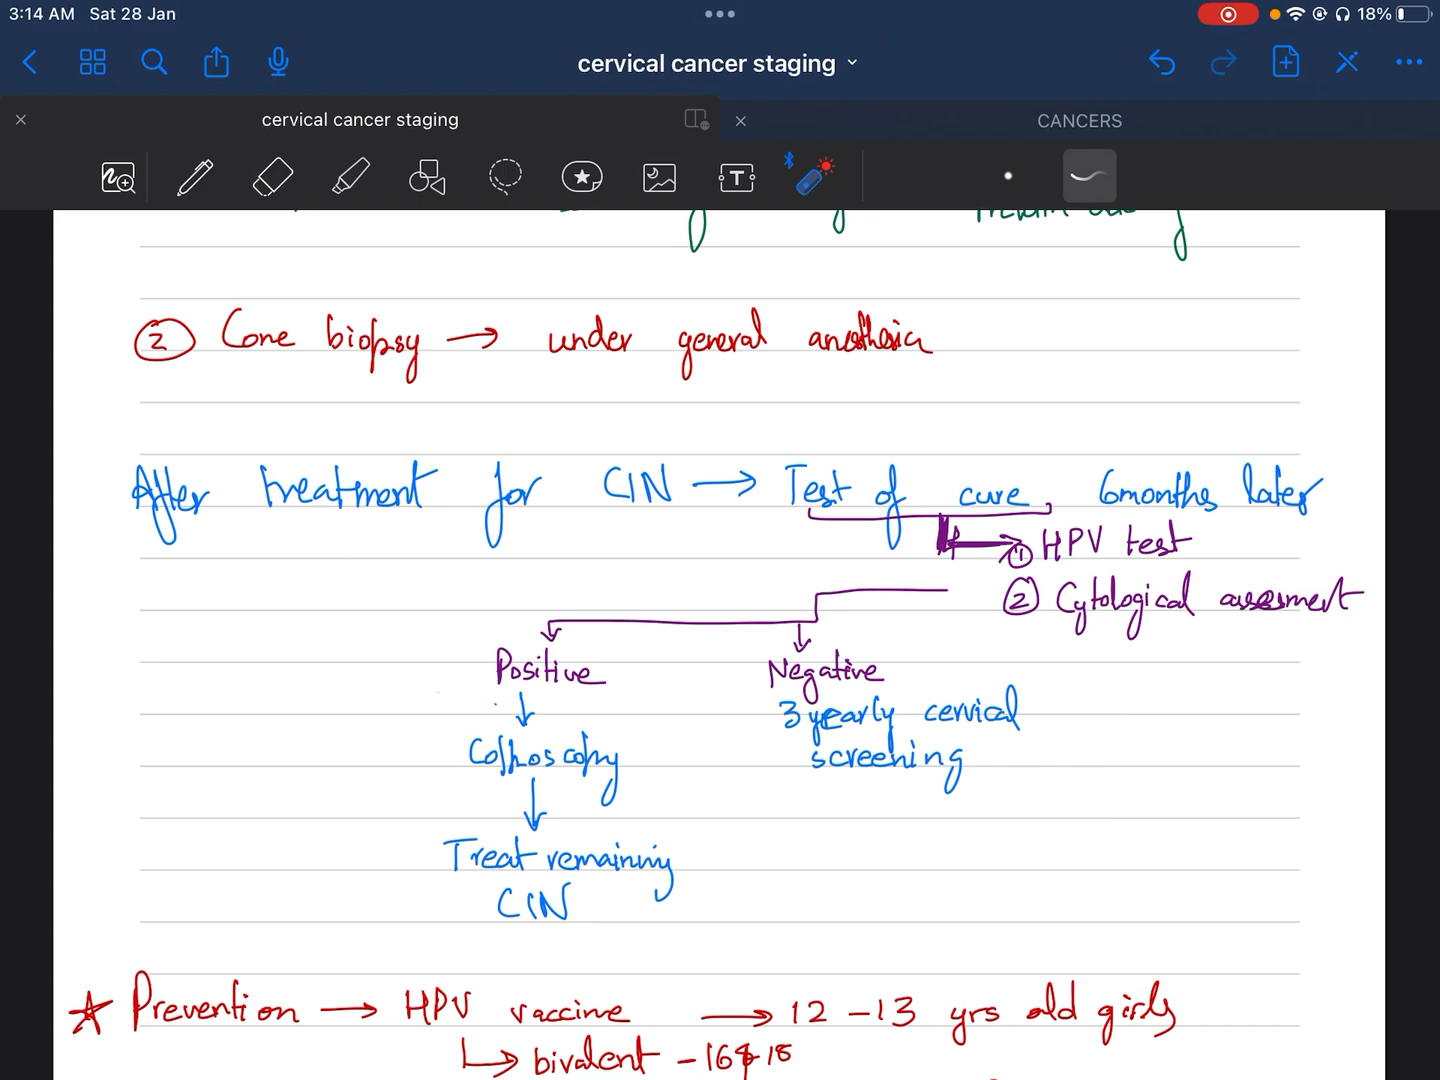 3:14 AM Sat 28 Jan
18%
cervical cancer staging
cervical cancer staging
CANCERS
T
② Cone biopsy → under general anesthesia
After treatment for CIN → Test of cure 6months later
→ ① HPV test
② Cytological assessment
Positive
Negative
3 yearly cervical
screening
↓
Colposcopy
↓
Treat remaining
CIN
★ Prevention → HPV vaccine → 12 - 13 yrs old girls
↳ bivalent - 16 & 18